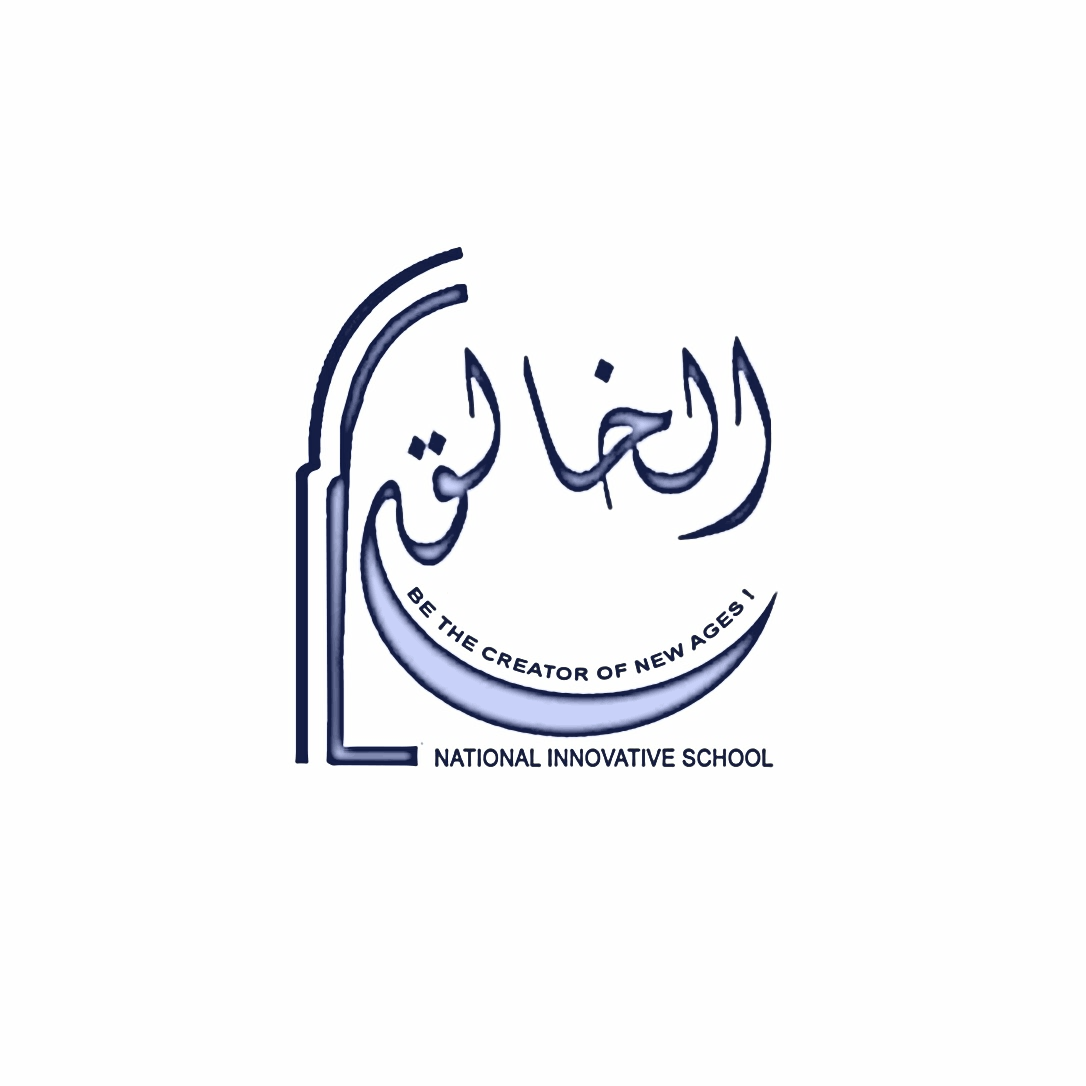 الخالق
BE THE CREATOR OF NEW AGES !
NATIONAL INNOVATIVE SCHOOL